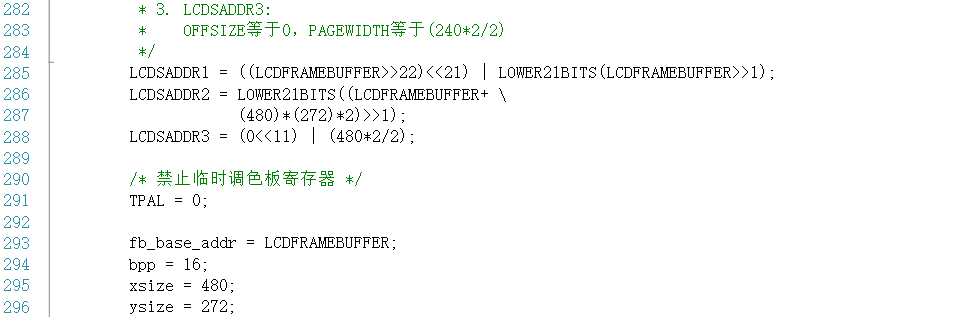 282 * 3. LCDSADDR3:
283 * OFFSIZE等于0，PAGEWIDTH等于(240*2/2)
284 */
285 LCDSADDR1 = ((LCDFRAMEBUFFER>>22)<<21) | LOWER21BITS(LCDFRAMEBUFFER>>1);
286 LCDSADDR2 = LOWER21BITS((LCDFRAMEBUFFER+ \
287 (480)*(272)*2)>>1);
288 LCDSADDR3 = (0<<11) | (480*2/2);
289
290 /* 禁止临时调色板寄存器 */
291 TPAL = 0;
292
293 fb_base_addr = LCDFRAMEBUFFER;
294 bpp = 16;
295 xsize = 480;
296 ysize = 272;